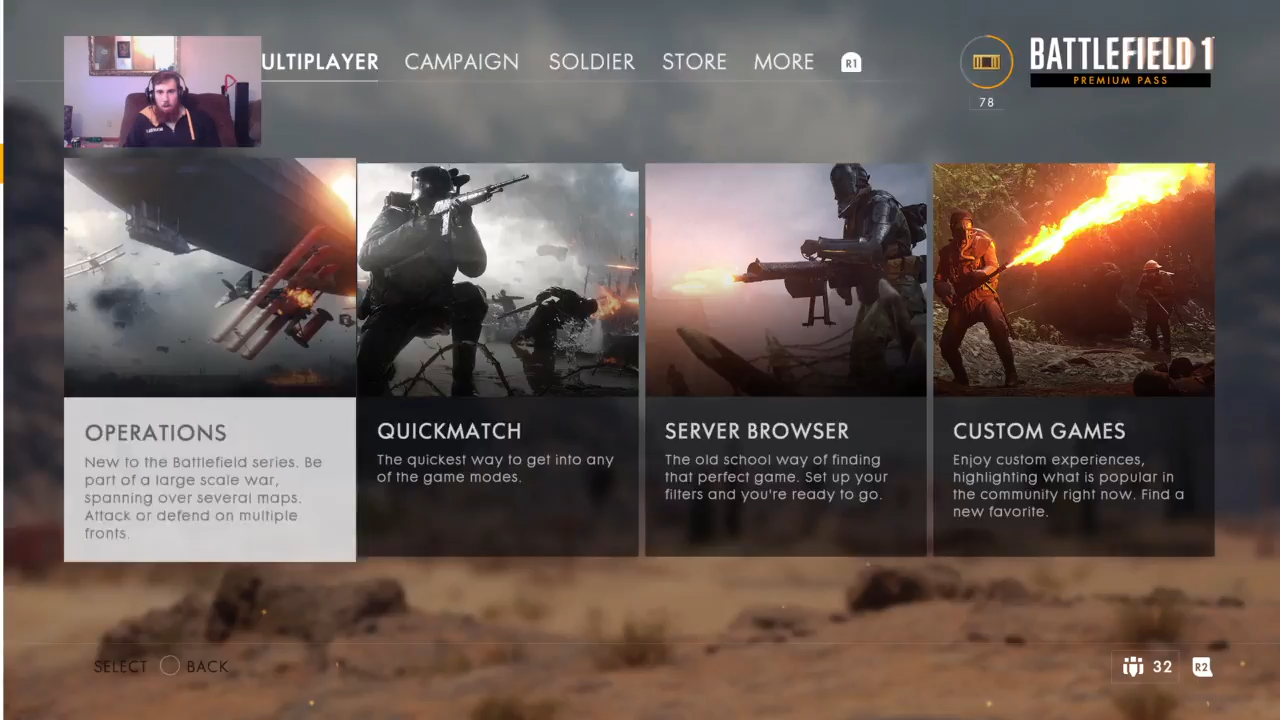 ULTIPLAYER CAMPAIGN SOLDIER STORE MORE R1
78
BATTLEFIELD 1
PREMIUM PASS
OPERATIONS
New to the Battlefield series. Be
part of a large scale war,
spanning over several maps.
Attack or defend on multiple
fronts.
QUICKMATCH
The quickest way to get into any
of the game modes.
SERVER BROWSER
The old school way of finding
that perfect game. Set up your
filters and you're ready to go.
CUSTOM GAMES
Enjoy custom experiences,
highlighting what is popular in
the community right now. Find a
new favorite.
SELECT BACK
32 R2